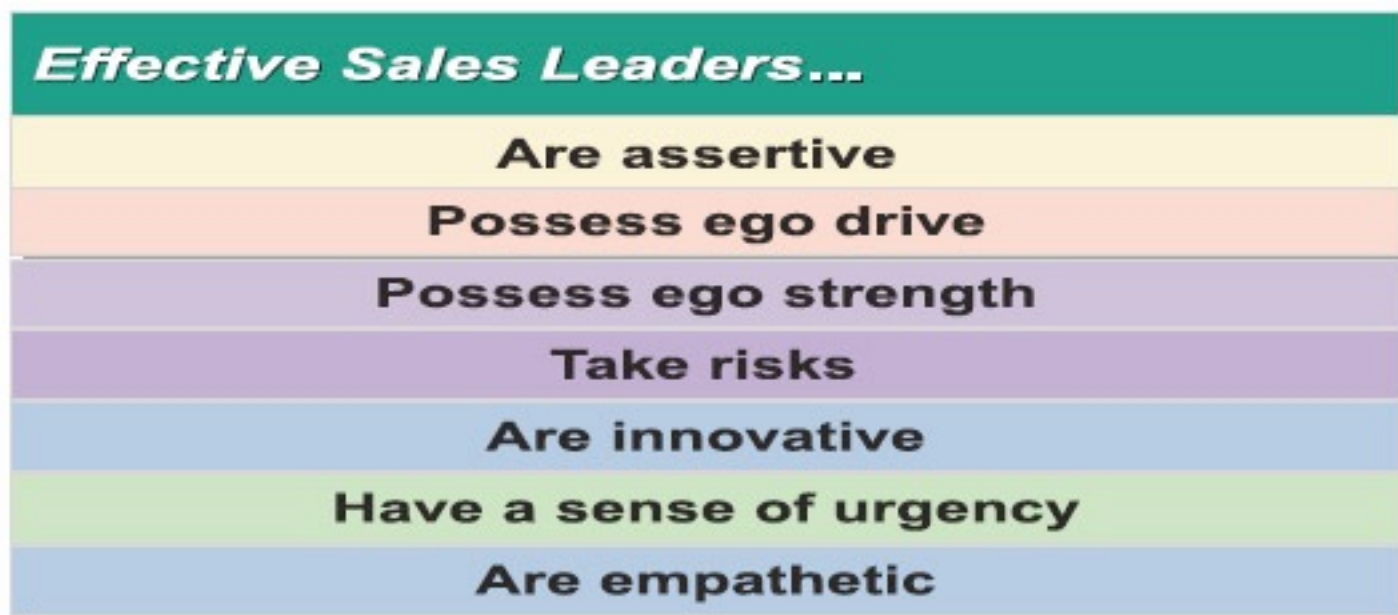 Effective Sales Leaders...
Are assertive
Possess ego drive
Possess ego strength
Take risks
Are innovative
Have a sense of urgency
Are empathetic